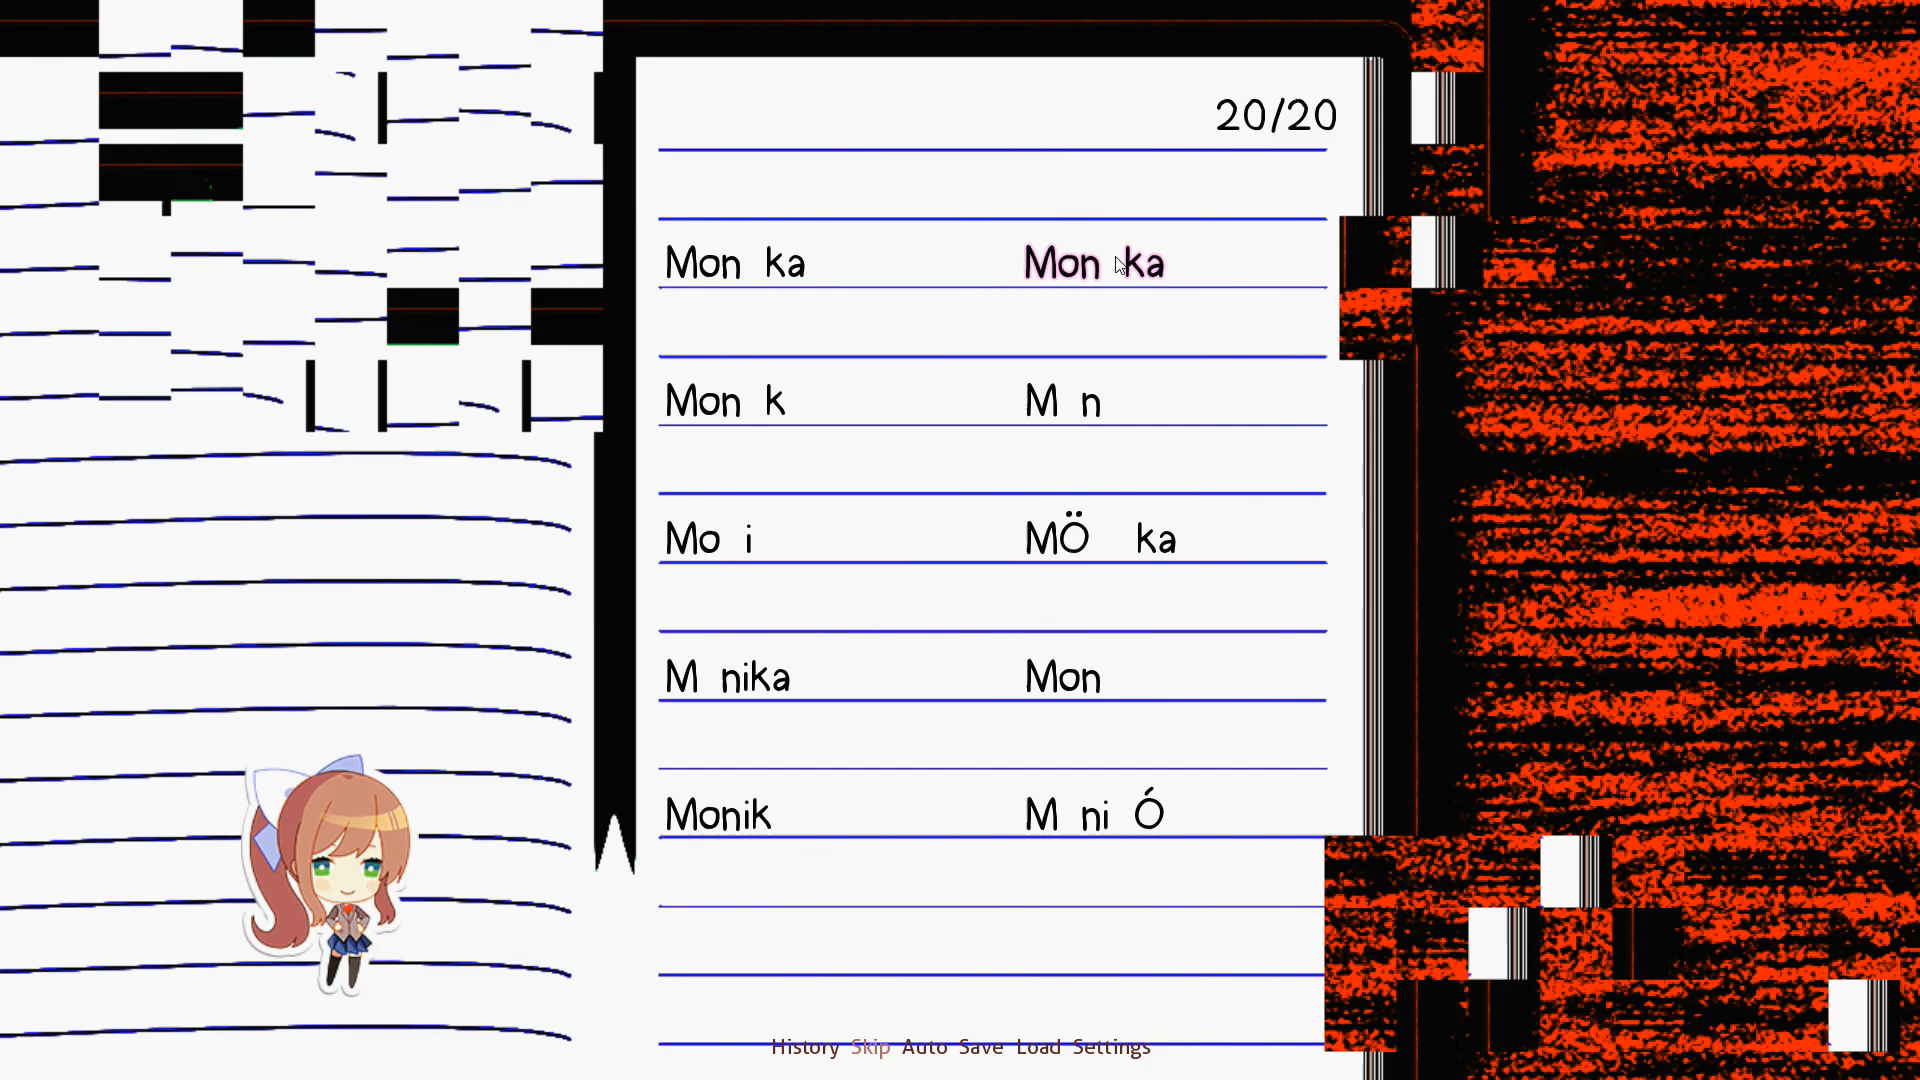 20/20
Mon ka Mon ka
Mon k M n
Mo i MÖ ka
M nika Mon
Monik M ni Ó
History Skip Auto Save Load Settings